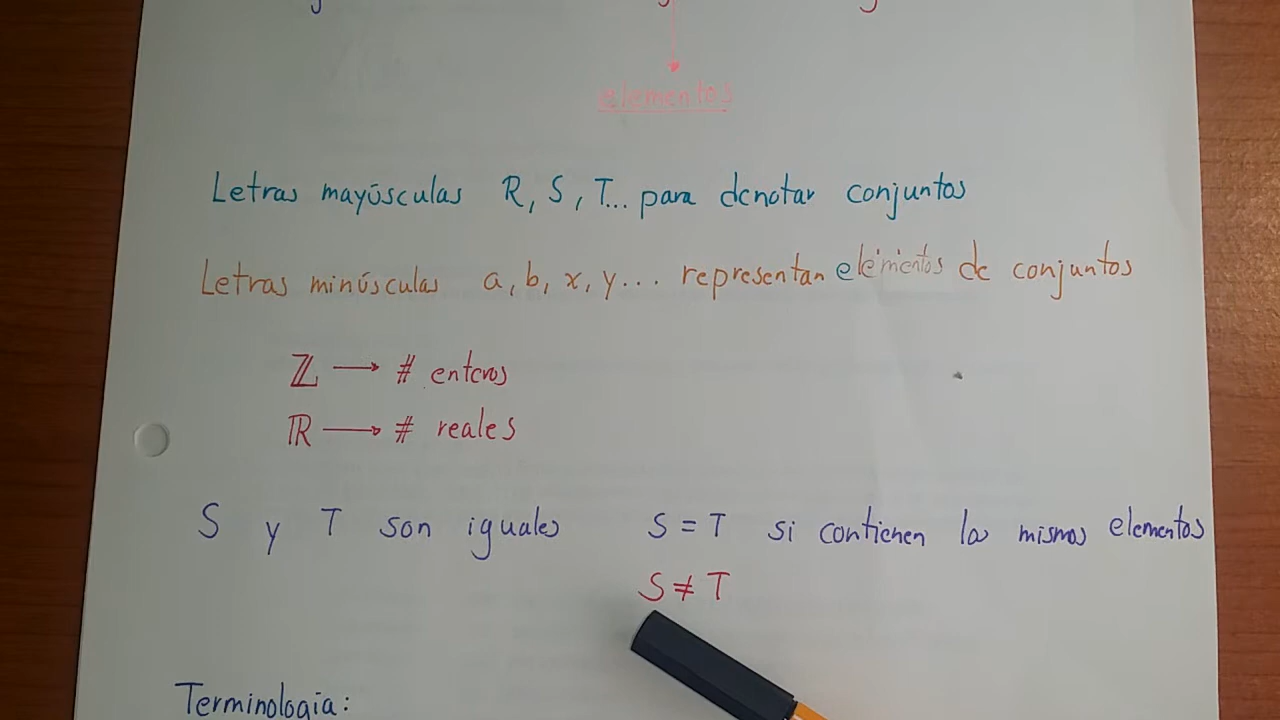 elementos
Letras mayúsculas R, S, T... para denotar conjuntos
Letras minúsculas a, b, x, y... representan elementos de conjuntos
ℤ → # enteros
ℝ → # reales
S y T son iguales S = T si contienen los mismos elementos
S ≠ T
Terminología: